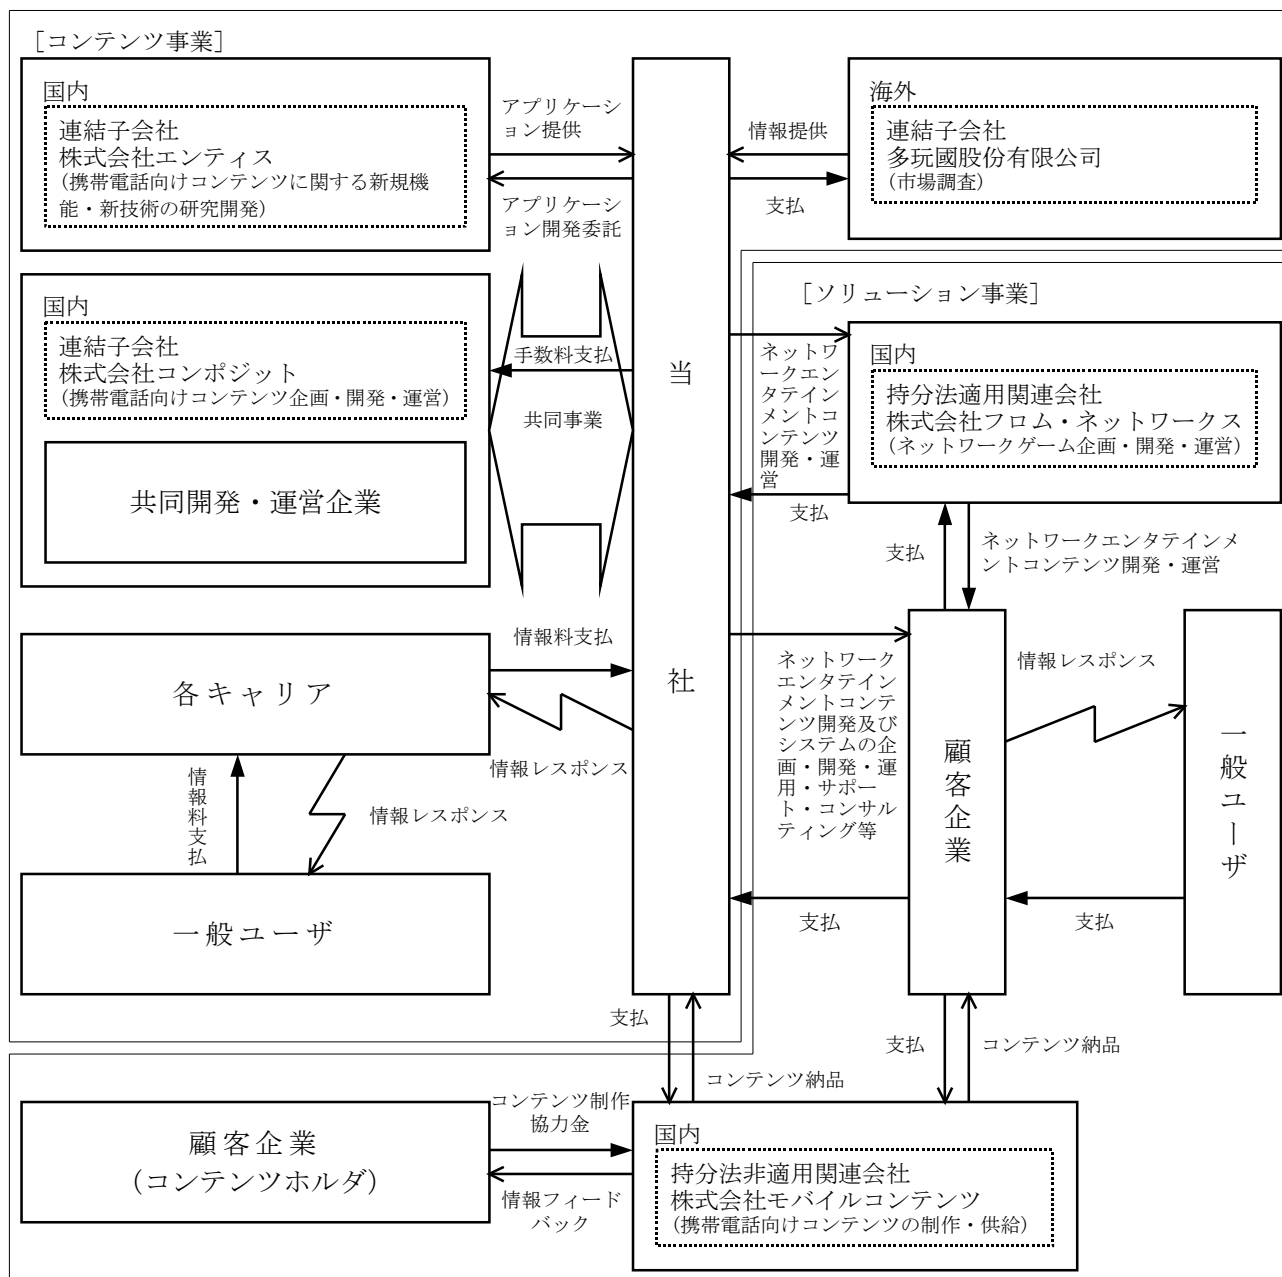 ［コンテンツ事業］
国内
連結子会社
株式会社エンティス
（携帯電話向けコンテンツに関する新規機
能・新技術の研究開発）
アプリケーシ
ョン提供
アプリケーシ
ョン開発委託
情報提供
支払
海外
連結子会社
多玩國股份有限公司
（市場調査）
国内
連結子会社
株式会社コンポジット
（携帯電話向けコンテンツ企画・開発・運営）
共同開発・運営企業
手数料支払
共同事業
当
社
［ソリューション事業］
ネットワ
ークエン
タテイン
メントコ
ンテンツ
開発・運
営
支払
国内
持分法適用関連会社
株式会社フロム・ネットワークス
（ネットワークゲーム企画・開発・運営）
支払
ネットワークエンタテインメ
ントコンテンツ開発・運営
各キャリア
情報料支払
情報レスポンス
情報料支払
情報レスポンス
一般ユーザ
ネットワーク
エンタテイン
メントコンテ
ンツ開発及び
システムの企
画・開発・運
用・サポー
ト・コンサル
ティング等
支払
顧客企業
情報レスポンス
支払
一般ユーザ
支払
コンテンツ納品
支払
コンテンツ納品
顧客企業
（コンテンツホルダ）
コンテンツ制作
協力金
情報フィード
バック
国内
持分法非適用関連会社
株式会社モバイルコンテンツ
（携帯電話向けコンテンツの制作・供給）